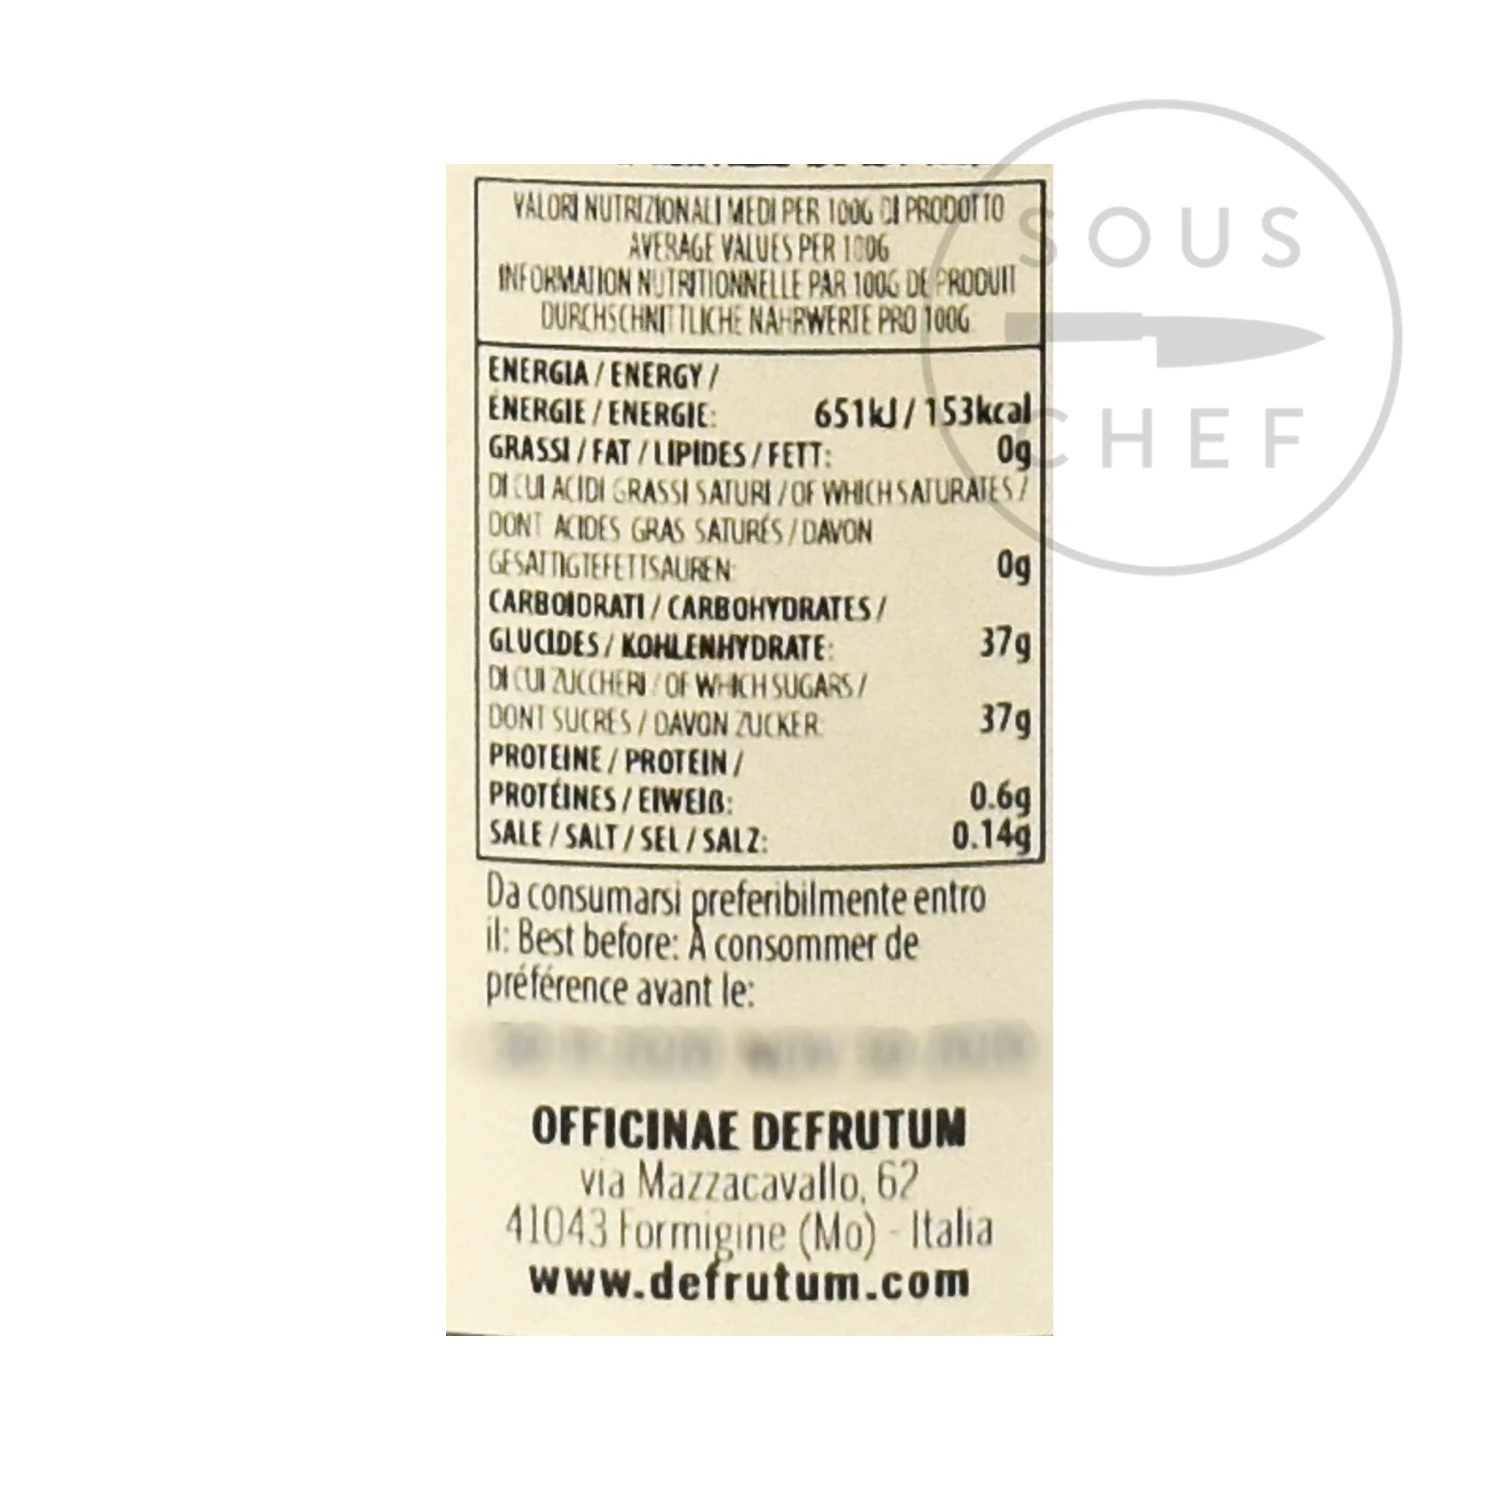 VALORI NUTRIZIONALI MEDI PER 100G DI PRODOTTO
AVERAGE VALUES PER 100G
INFORMATION NUTRITIONNELLE PAR 100G DE PRODUIT
DURCHSCHNITTLICHE NAHRWERTE PRO 100G
ENERGIA / ENERGY /
ÉNERGIE / ENERGIE: 651kJ / 153kcal
GRASSI / FAT / LIPIDES / FETT: 0g
DI CUI ACIDI GRASSI SATURI / OF WHICH SATURATES /
DONT ACIDES GRAS SATURÉS / DAVON
GESATTIGTEFETTSAUREN: 0g
CARBOIDRATI / CARBOHYDRATES /
GLUCIDES / KOHLENHYDRATE: 37g
DI CUI ZUCCHERI / OF WHICH SUGARS /
DONT SUCRES / DAVON ZUCKER: 37g
PROTEINE / PROTEIN /
PROTÉINES / EIWEIß: 0.6g
SALE / SALT / SEL / SALZ: 0.14g
Da consumarsi preferibilmente entro
il: Best before: À consommer de
préférence avant le:
OFFICINAE DEFRUTUM
via Mazzacavallo, 62
41043 Formigine (Mo) - Italia
www.defrutum.com
SOUS
CHEF